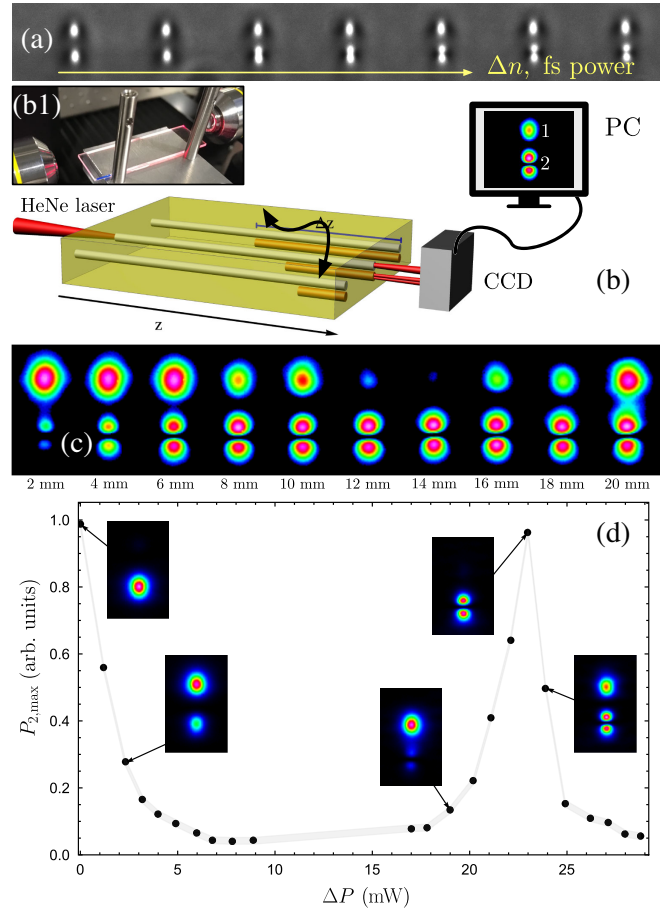 (a)
Δn, fs power
(b1)
PC
1
2
HeNe laser
Δz
CCD
(b)
z
(c)
2 mm 4 mm 6 mm 8 mm 10 mm 12 mm 14 mm 16 mm 18 mm 20 mm
(d)
1.0
0.8
0.6
0.4
0.2
0.0
P2,max (arb. units)
0 5 10 15 20 25
ΔP (mW)